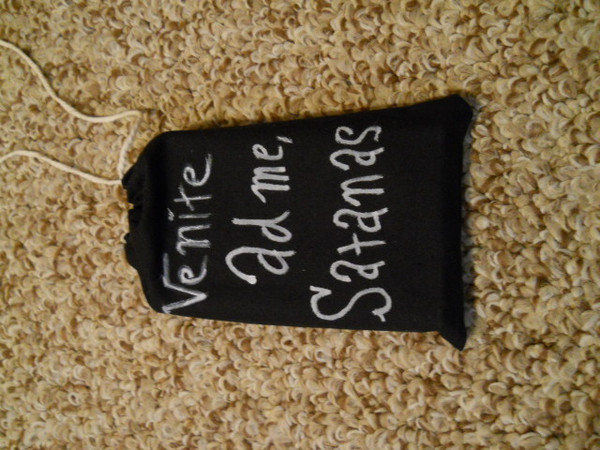 Venite
ad me,
Satanas